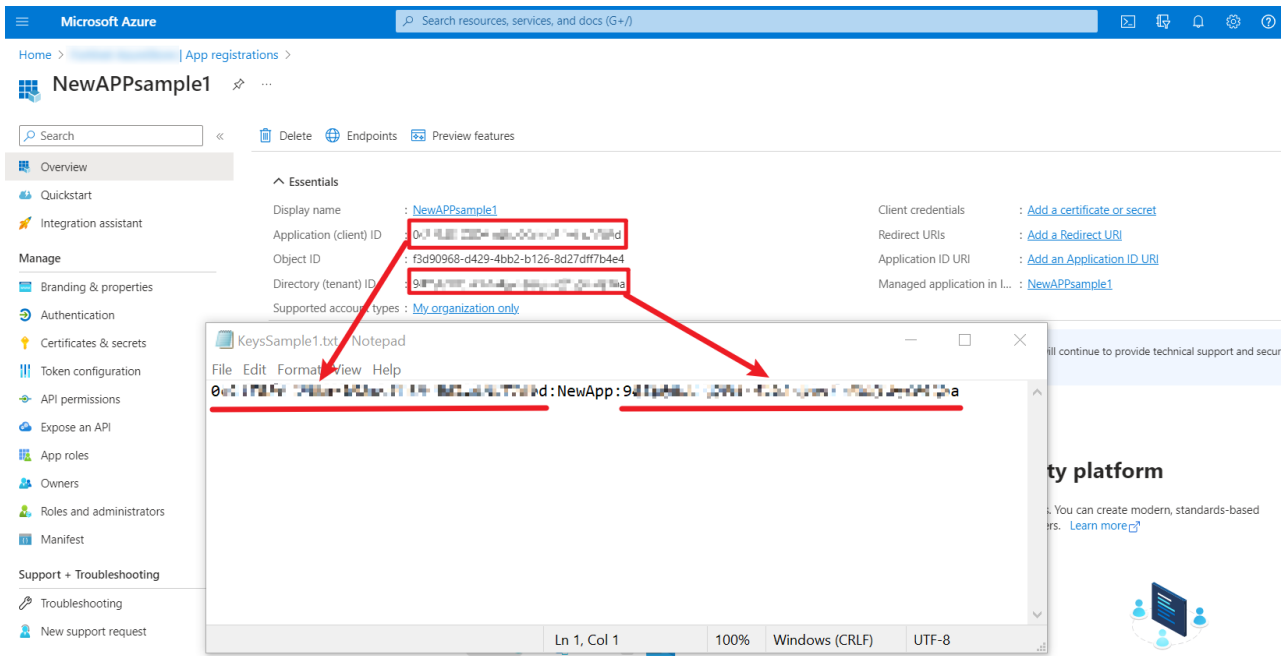 Microsoft Azure
Search resources, services, and docs (G+/)
Home > | App registrations >
NewAPPsample1
Search
Delete Endpoints Preview features
Overview
Quickstart
Integration assistant
Manage
Branding & properties
Authentication
Certificates & secrets
Token configuration
API permissions
Expose an API
App roles
Owners
Roles and administrators
Manifest
Support + Troubleshooting
Troubleshooting
New support request
Essentials
Display name : NewAPPsample1
Application (client) ID :
Object ID : f3d90968-d429-4bb2-b126-8d27dff7b4e4
Directory (tenant) ID :
Supported account types : My organization only
Client credentials : Add a certificate or secret
Redirect URIs : Add a Redirect URI
Application ID URI : Add an Application ID URI
Managed application in l... : NewAPPsample1
KeysSample1.txt - Notepad
File Edit Format View Help
:NewApp:
Ln 1, Col 1 100% Windows (CRLF) UTF-8
ill continue to provide technical support and secur
ty platform
s. You can create modern, standards-based
ers. Learn more